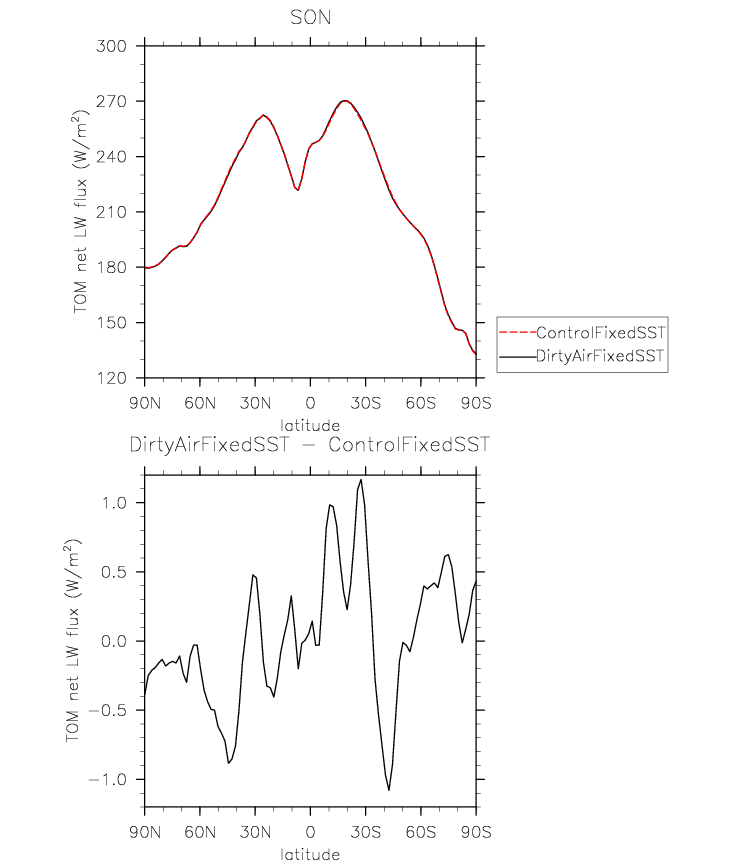 SON
300
270
240
210
180
150
120
TOM net LW flux (W/m²)
90N 60N 30N 0 30S 60S 90S
latitude
ControlFixedSST
DirtyAirFixedSST
DirtyAirFixedSST − ControlFixedSST
1.0
0.5
0.0
−0.5
−1.0
TOM net LW flux (W/m²)
90N 60N 30N 0 30S 60S 90S
latitude